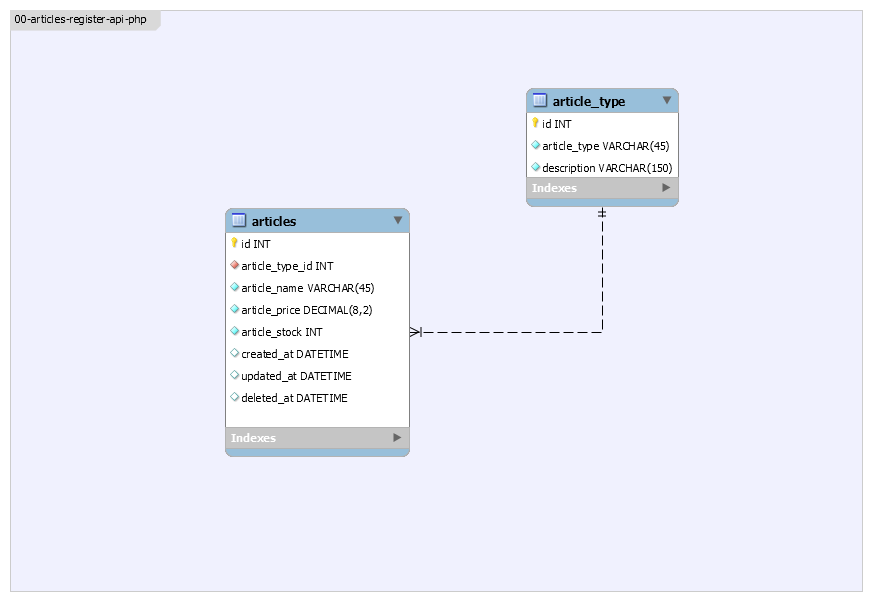 00-articles-register-api-php
article_type
id INT
article_type VARCHAR(45)
description VARCHAR(150)
Indexes
articles
id INT
article_type_id INT
article_name VARCHAR(45)
article_price DECIMAL(8,2)
article_stock INT
created_at DATETIME
updated_at DATETIME
deleted_at DATETIME
Indexes